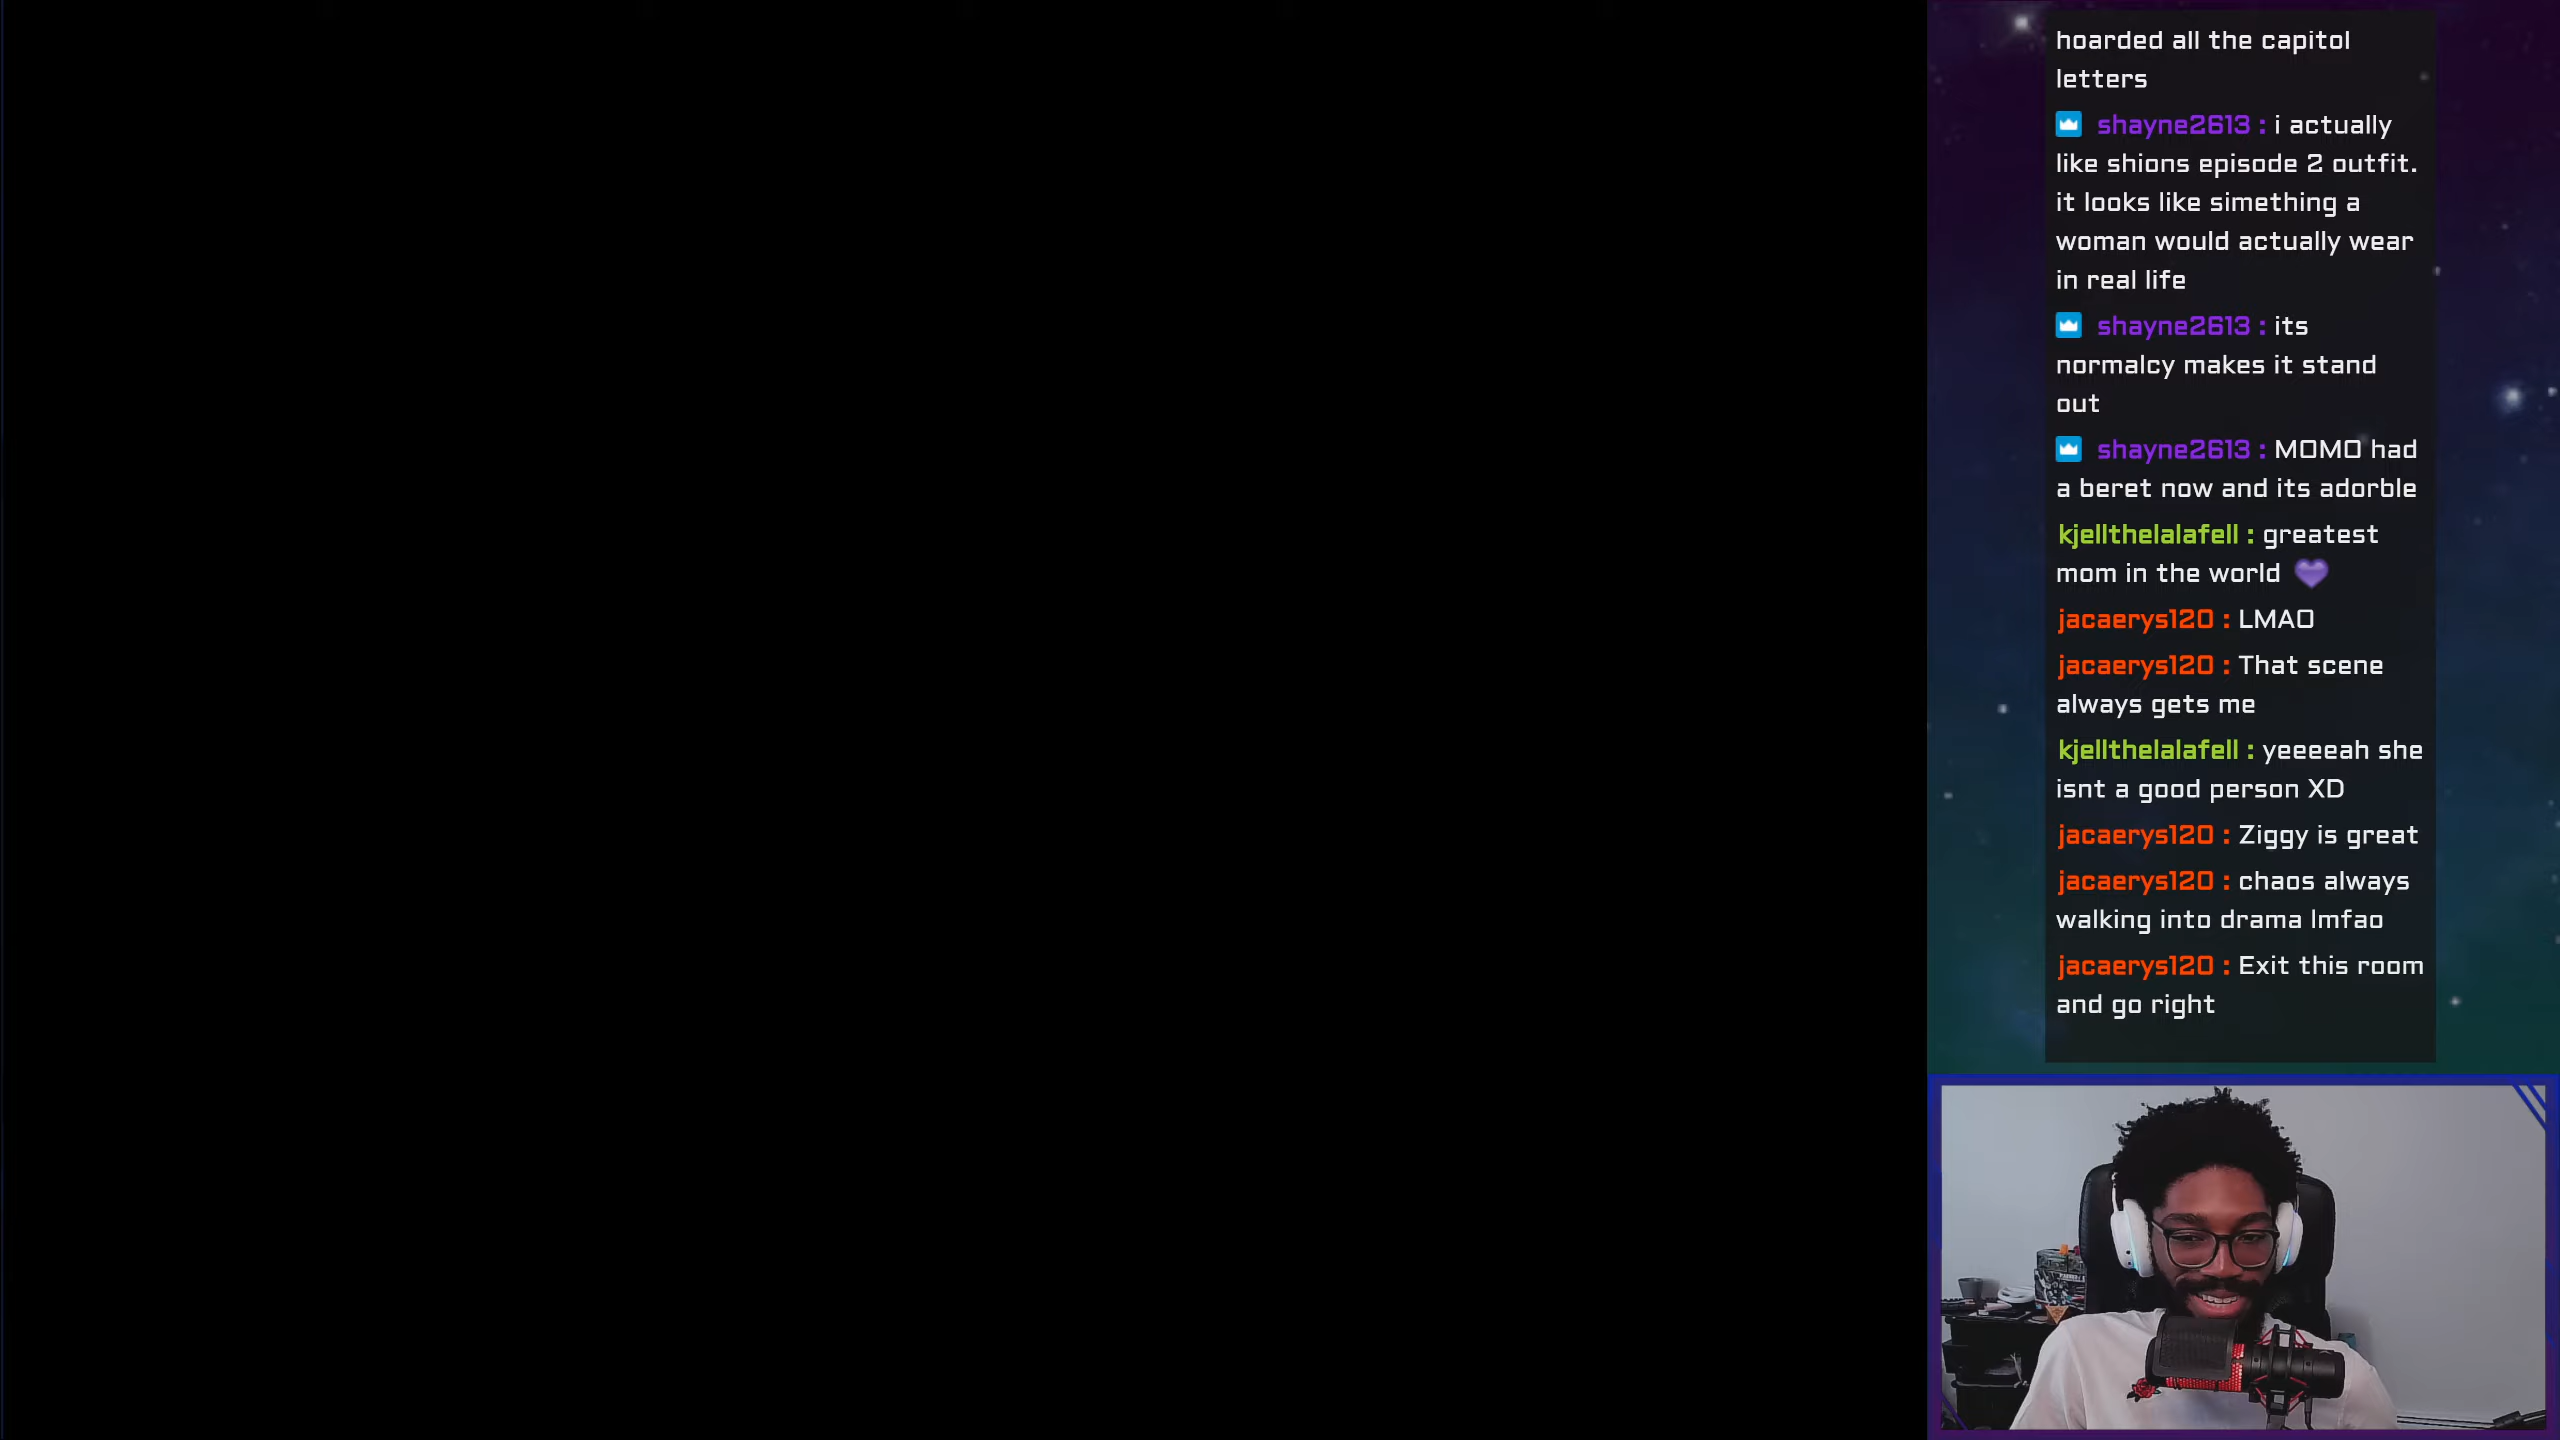 hoarded all the capitol
letters
shayne2613 : i actually
like shions episode 2 outfit.
it looks like simething a
woman would actually wear
in real life
shayne2613 : its
normalcy makes it stand
out
shayne2613 : MOMO had
a beret now and its adorble
kjellthelalafell : greatest
mom in the world 💜
jacaerys120 : LMAO
jacaerys120 : That scene
always gets me
kjellthelalafell : yeeeeah she
isnt a good person XD
jacaerys120 : Ziggy is great
jacaerys120 : chaos always
walking into drama lmfao
jacaerys120 : Exit this room
and go right